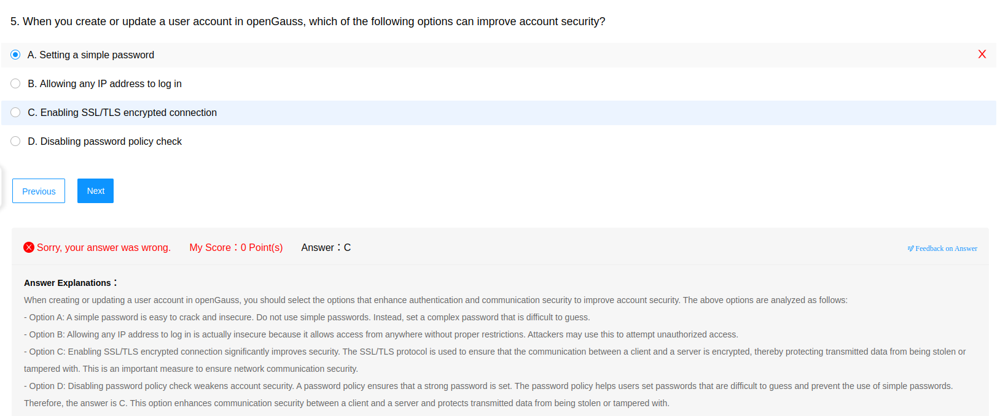 5. When you create or update a user account in openGauss, which of the following options can improve account security?
A. Setting a simple password
B. Allowing any IP address to log in
C. Enabling SSL/TLS encrypted connection
D. Disabling password policy check
Previous Next
Sorry, your answer was wrong. My Score：0 Point(s) Answer：C Feedback on Answer
Answer Explanations：
When creating or updating a user account in openGauss, you should select the options that enhance authentication and communication security to improve account security. The above options are analyzed as follows:
- Option A: A simple password is easy to crack and insecure. Do not use simple passwords. Instead, set a complex password that is difficult to guess.
- Option B: Allowing any IP address to log in is actually insecure because it allows access from anywhere without proper restrictions. Attackers may use this to attempt unauthorized access.
- Option C: Enabling SSL/TLS encrypted connection significantly improves security. The SSL/TLS protocol is used to ensure that the communication between a client and a server is encrypted, thereby protecting transmitted data from being stolen or
tampered with. This is an important measure to ensure network communication security.
- Option D: Disabling password policy check weakens account security. A password policy ensures that a strong password is set. The password policy helps users set passwords that are difficult to guess and prevent the use of simple passwords.
Therefore, the answer is C. This option enhances communication security between a client and a server and protects transmitted data from being stolen or tampered with.